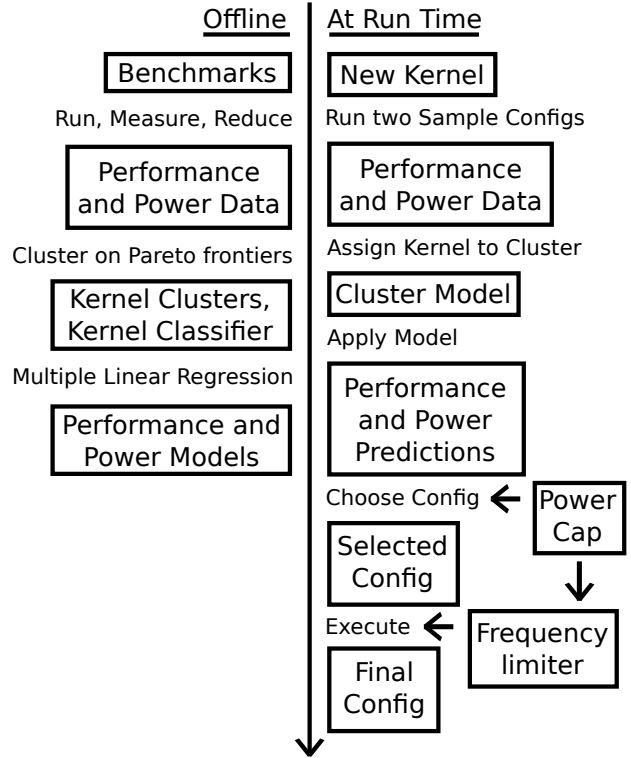 Offline
Benchmarks
Run, Measure, Reduce
Performance
and Power Data
Cluster on Pareto frontiers
Kernel Clusters,
Kernel Classifier
Multiple Linear Regression
Performance and
Power Models
At Run Time
New Kernel
Run two Sample Configs
Performance
and Power Data
Assign Kernel to Cluster
Cluster Model
Apply Model
Performance
and Power
Predictions
Choose Config
Power
Cap
Selected
Config
Execute
Frequency
limiter
Final
Config